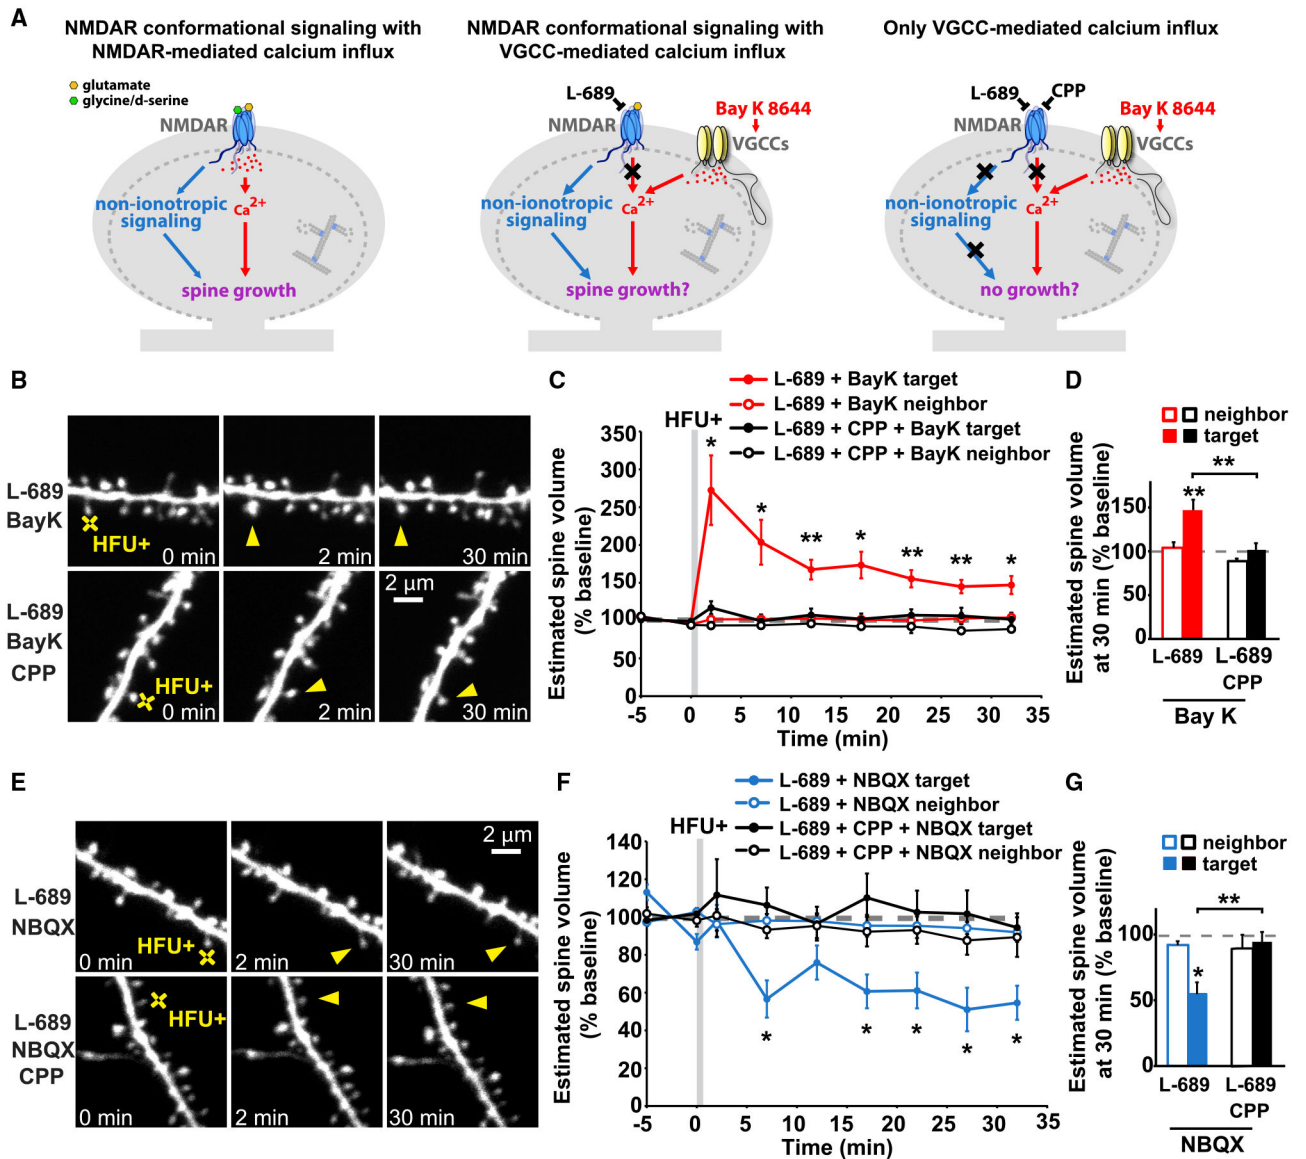 A
NMDAR conformational signaling with
NMDAR-mediated calcium influx
glutamate
glycine/d-serine
NMDAR
non-ionotropic
signaling
Ca2+
spine growth
NMDAR conformational signaling with
VGCC-mediated calcium influx
L-689
NMDAR
Bay K 8644
VGCCs
non-ionotropic
signaling
Ca2+
spine growth?
Only VGCC-mediated calcium influx
L-689
CPP
NMDAR
Bay K 8644
VGCCs
non-ionotropic
signaling
Ca2+
no growth?
B
L-689
BayK
HFU+
0 min
2 min
30 min
L-689
BayK
CPP
HFU+
0 min
2 min
2 µm
30 min
C
L-689 + BayK target
L-689 + BayK neighbor
L-689 + CPP + BayK target
L-689 + CPP + BayK neighbor
HFU+
Estimated spine volume
(% baseline)
350
300
250
200
150
100
50
0
* * ** * ** ** *
-5 0 5 10 15 20 25 30 35
Time (min)
D
neighbor
target
**
**
Estimated spine volume
at 30 min (% baseline)
150
100
50
0
L-689
L-689
CPP
Bay K
E
L-689
NBQX
HFU+
0 min
2 min
2 µm
30 min
L-689
NBQX
CPP
HFU+
0 min
2 min
30 min
F
L-689 + NBQX target
L-689 + NBQX neighbor
L-689 + CPP + NBQX target
L-689 + CPP + NBQX neighbor
HFU+
Estimated spine volume
(% baseline)
140
120
100
80
60
40
20
0
* * * * *
-5 0 5 10 15 20 25 30 35
Time (min)
G
neighbor
target
**
*
Estimated spine volume
at 30 min (% baseline)
100
50
0
L-689
L-689
CPP
NBQX